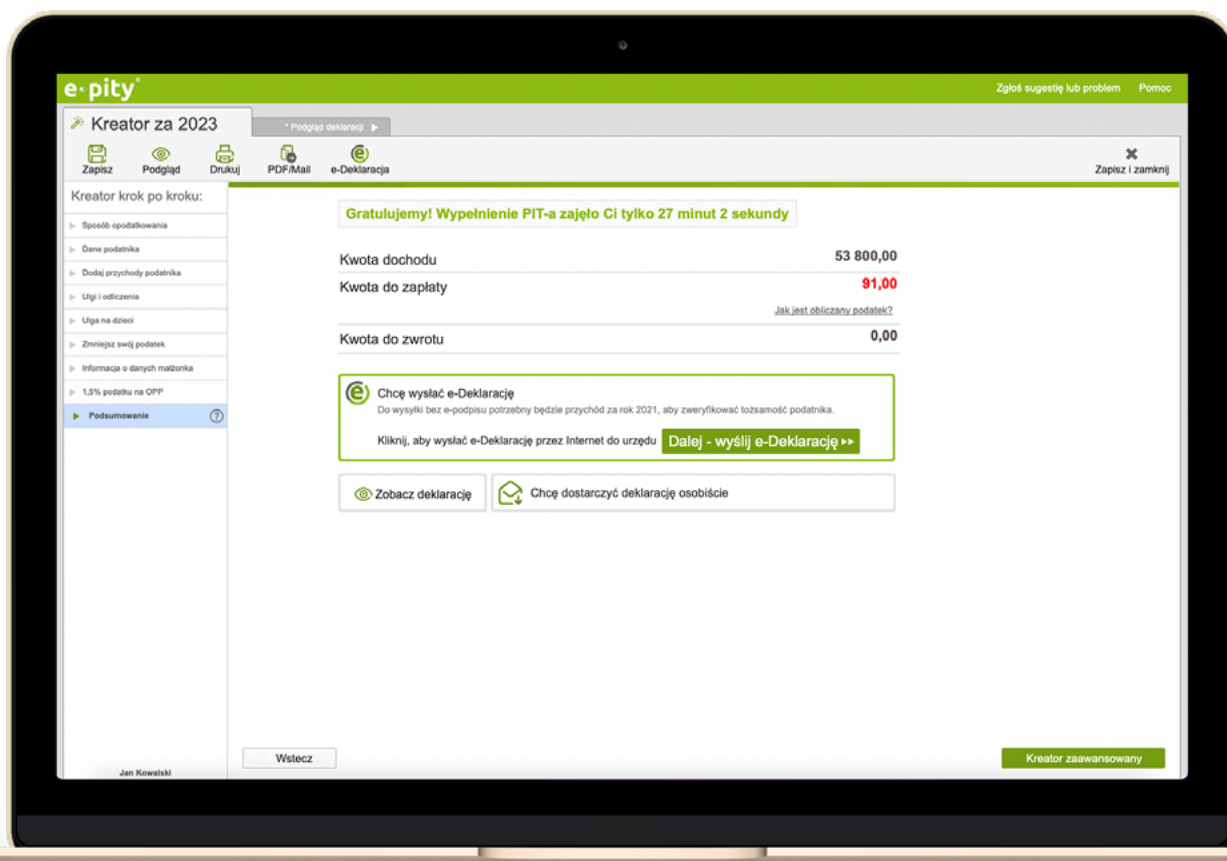 e-pity
Zgłoś sugestię lub problem Pomoc
Kreator za 2023
* Podgląd deklaracji
Zapisz Podgląd Drukuj PDF/Mail e-Deklaracja Zapisz i zamknij
Kreator krok po kroku:
Sposób opodatkowania
Dane podatnika
Dodaj przychody podatnika
Ulgi i odliczenia
Ulga na dzieci
Zmniejsz swój podatek
Informacja o danych małżonka
1,5% podatku na OPP
Podsumowanie ?
Jan Kowalski
Gratulujemy! Wypełnienie PIT-a zajęło Ci tylko 27 minut 2 sekundy
Kwota dochodu 53 800,00
Kwota do zapłaty 91,00
Jak jest obliczany podatek?
Kwota do zwrotu 0,00
Chcę wysłać e-Deklarację
Do wysyłki bez e-podpisu potrzebny będzie przychód za rok 2021, aby zweryfikować tożsamość podatnika.
Kliknij, aby wysłać e-Deklarację przez Internet do urzędu Dalej - wyślij e-Deklarację
Zobacz deklarację Chcę dostarczyć deklarację osobiście
Wstecz Kreator zaawansowany